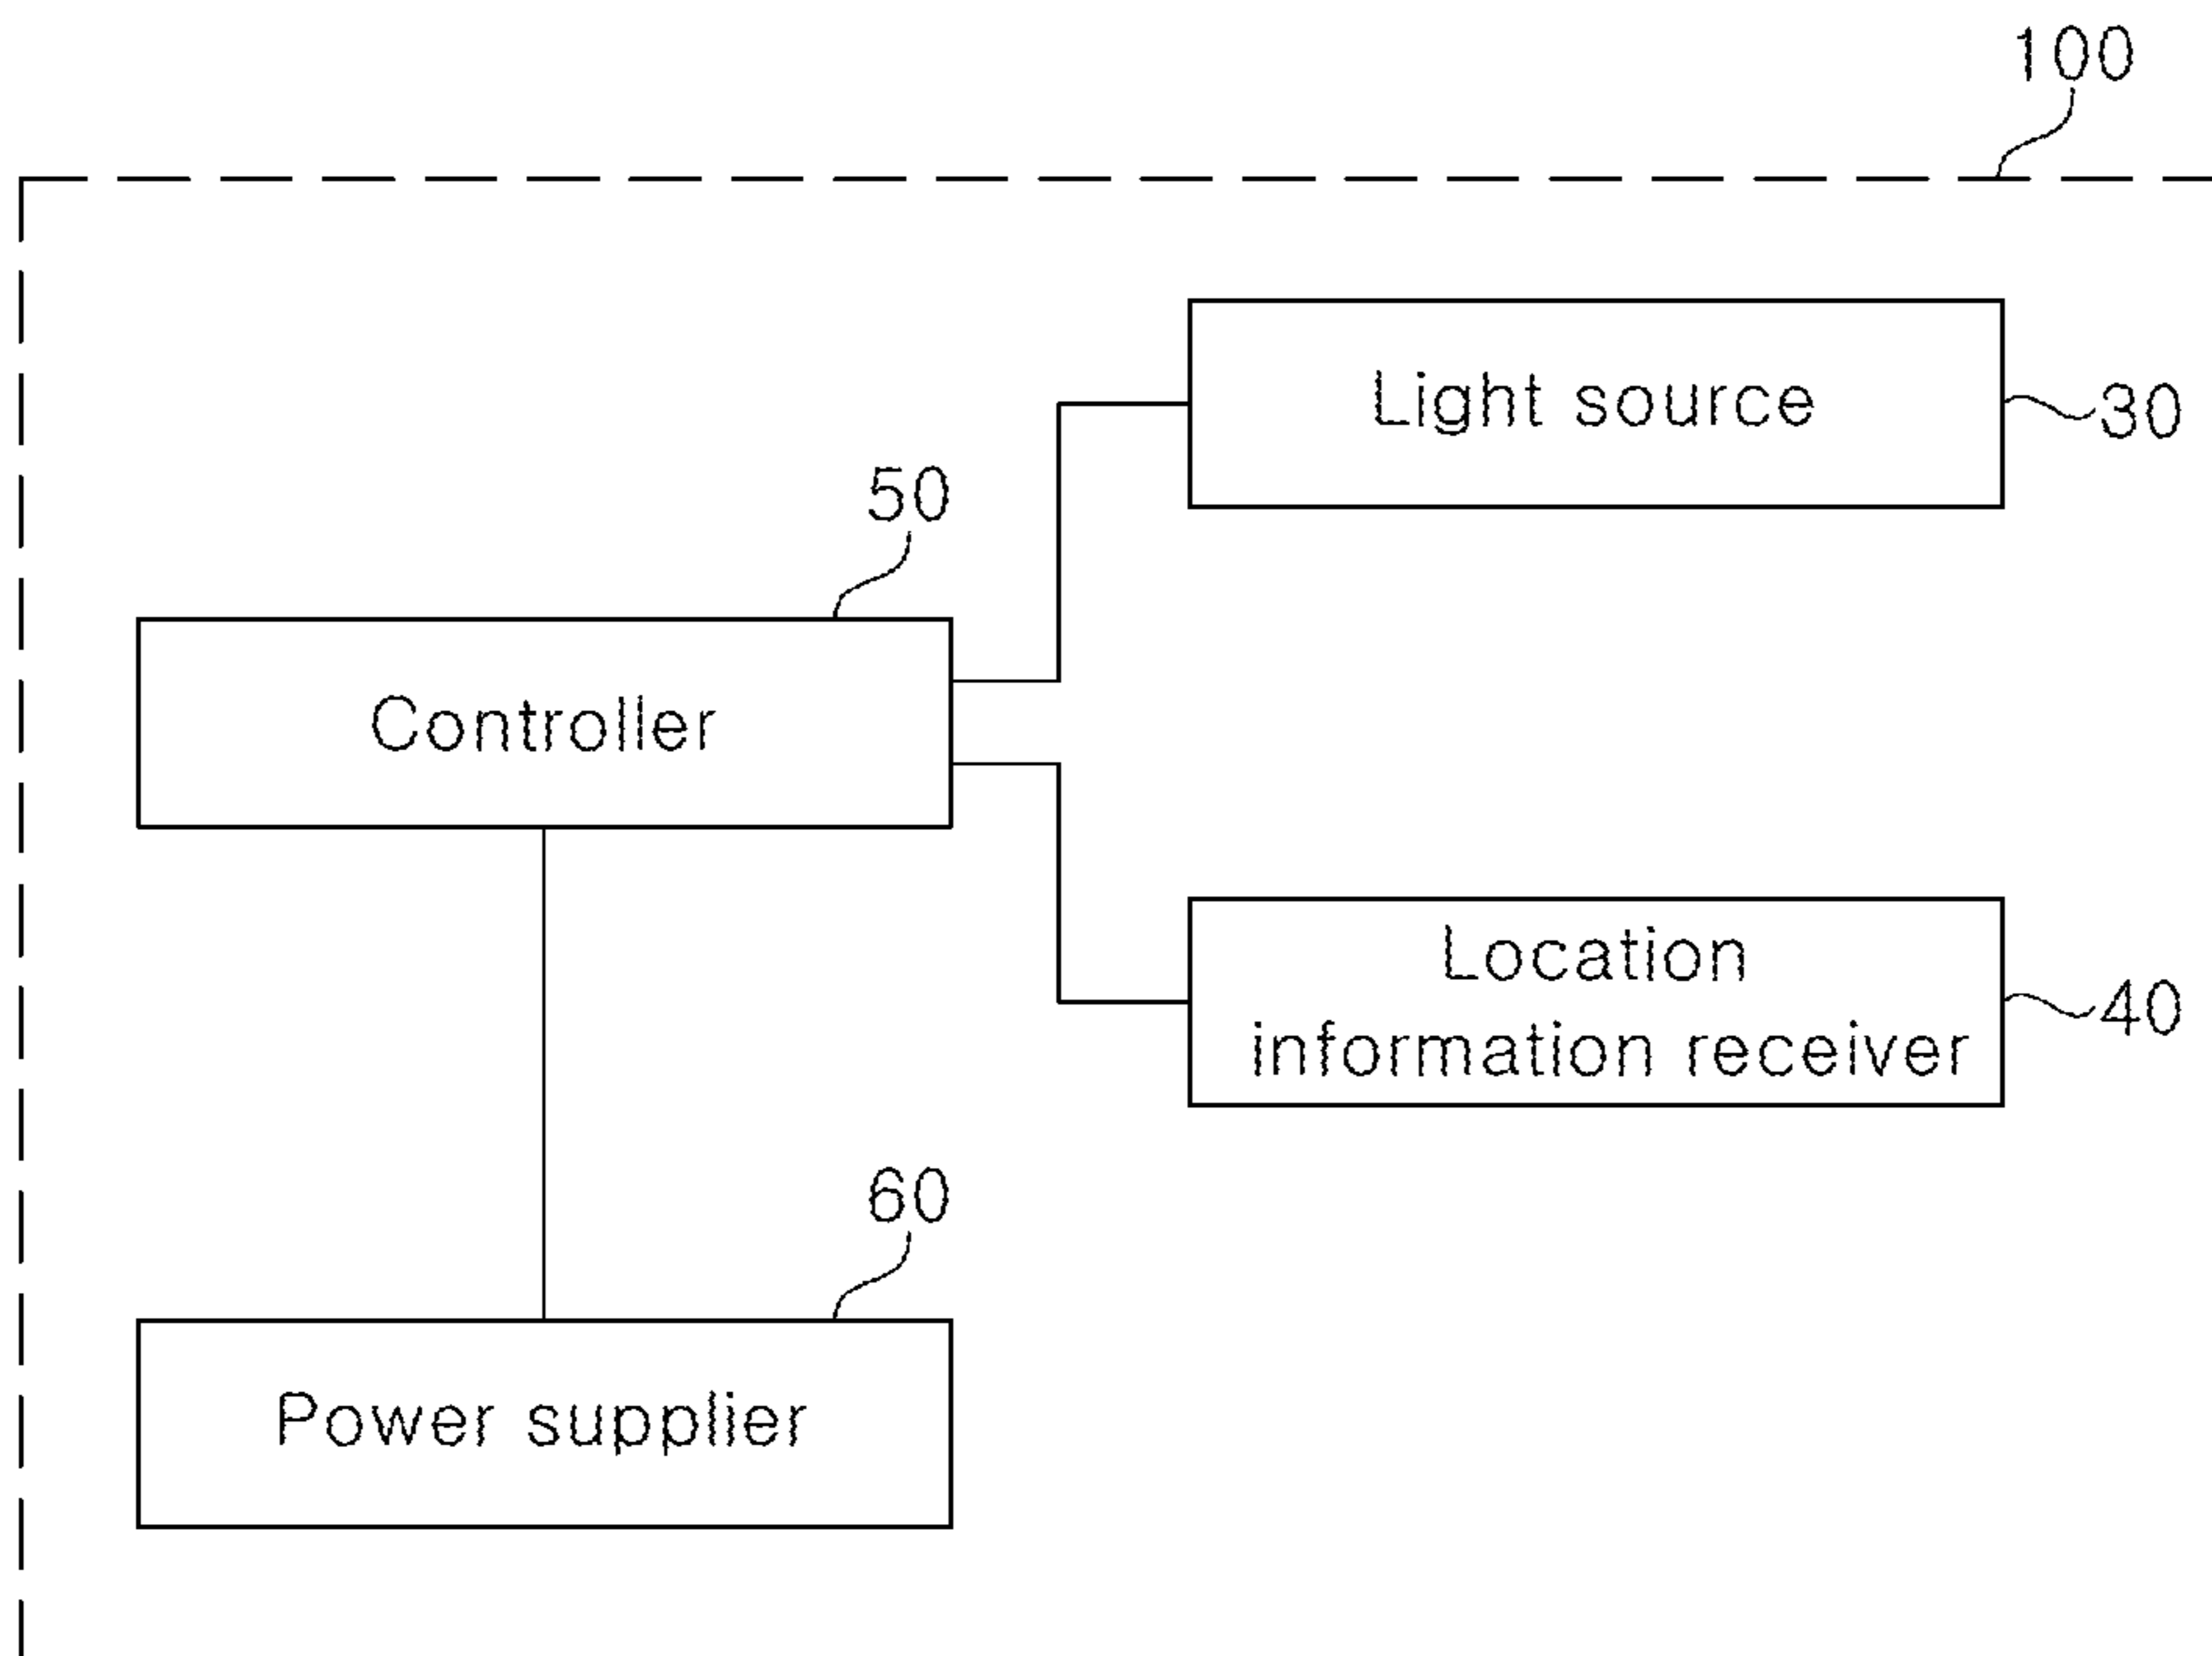 100
Light source
30
50
Controller
Location
information receiver
40
60
Power supplier